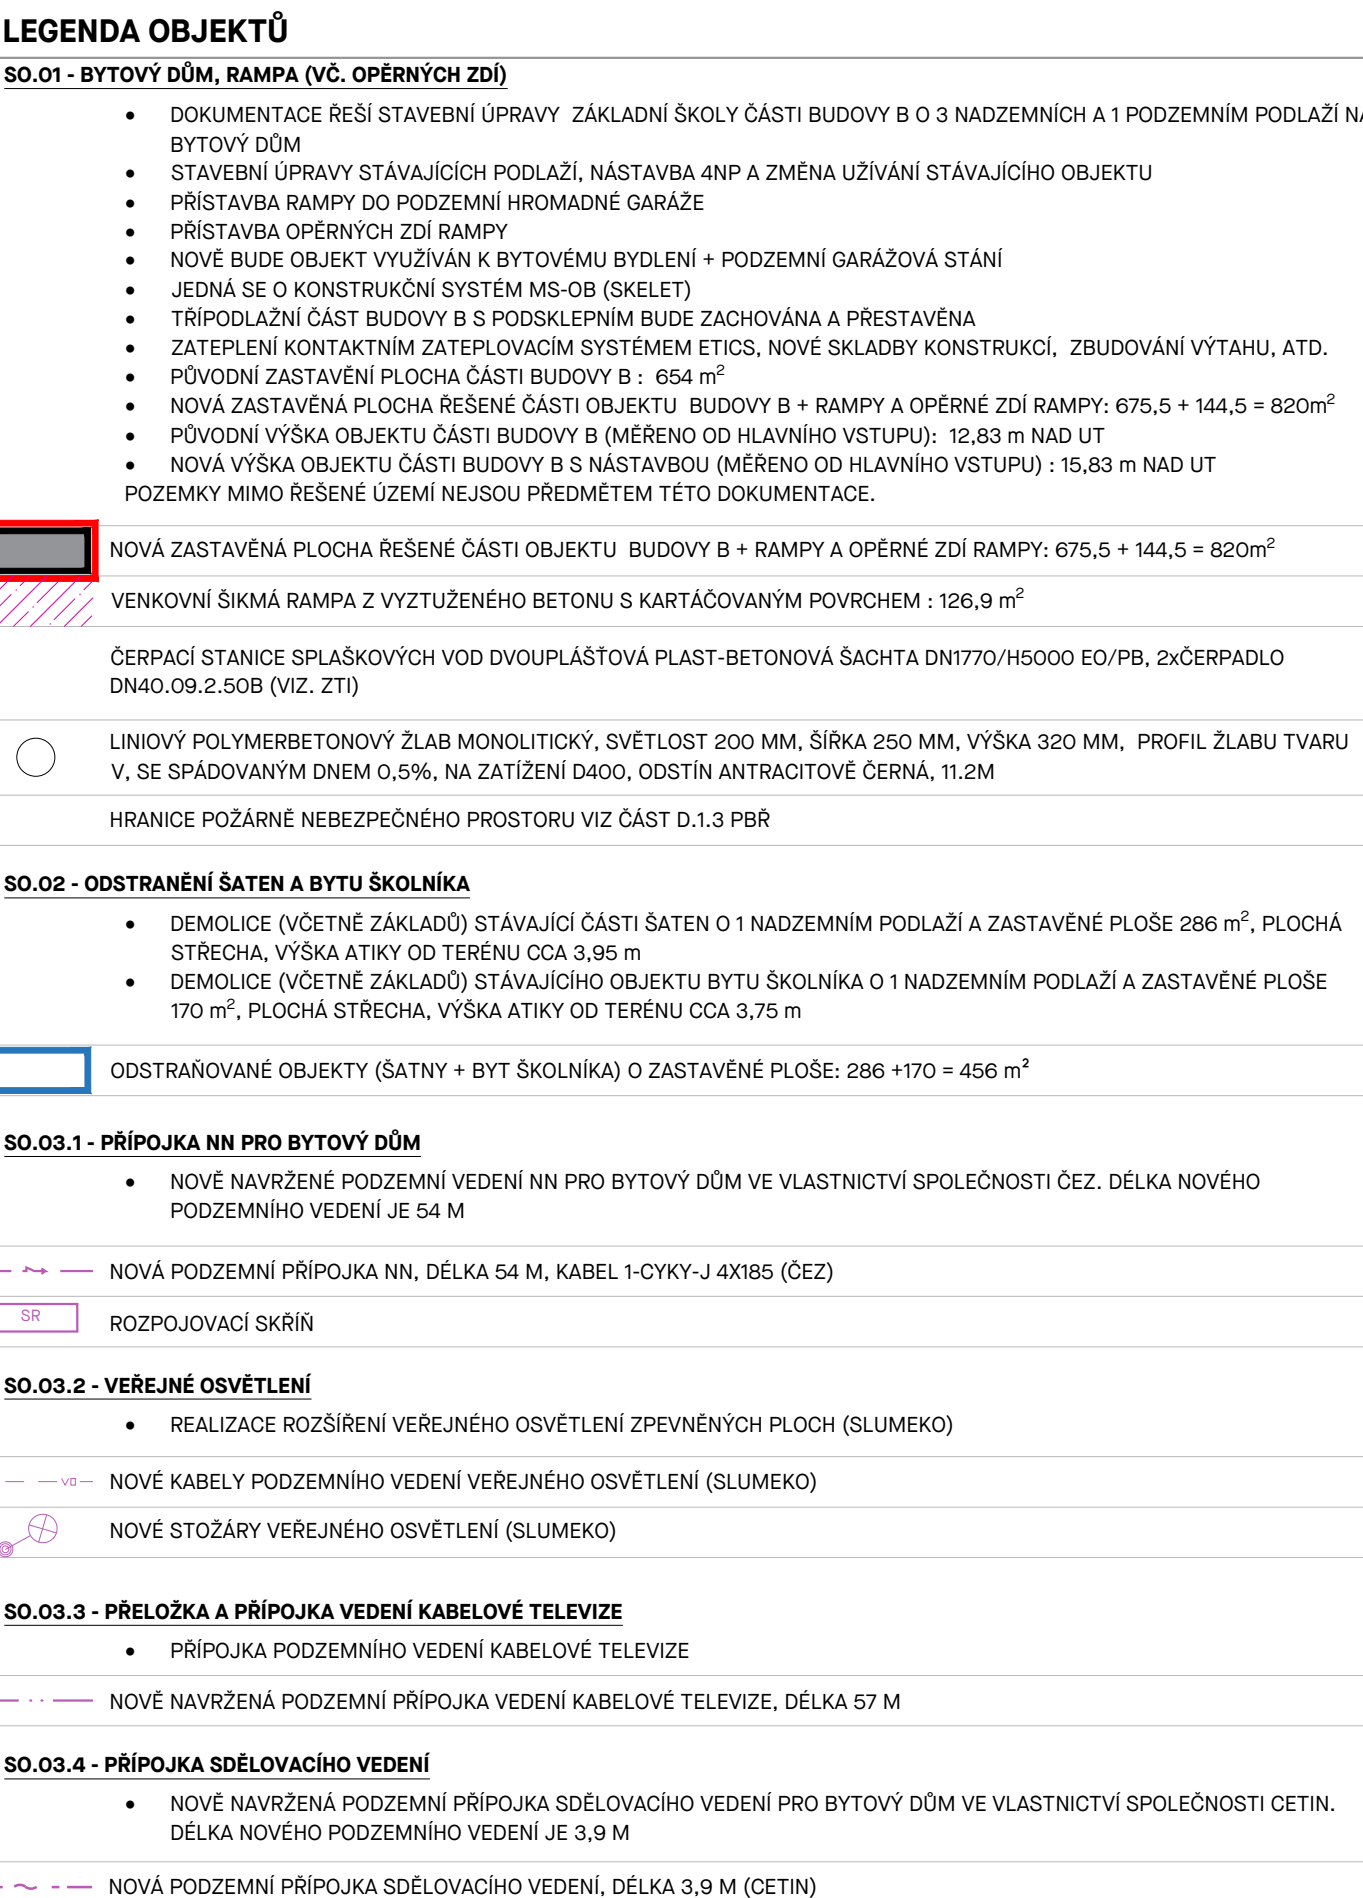 LEGENDA OBJEKTŮ
SO.01 - BYTOVÝ DŮM, RAMPA (VČ. OPĚRNÝCH ZDÍ)
• DOKUMENTACE ŘEŠÍ STAVEBNÍ ÚPRAVY ZÁKLADNÍ ŠKOLY ČÁSTI BUDOVY B O 3 NADZEMNÍCH A 1 PODZEMNÍM PODLAŽÍ NA
BYTOVÝ DŮM
• STAVEBNÍ ÚPRAVY STÁVAJÍCÍCH PODLAŽÍ, NÁSTAVBA 4NP A ZMĚNA UŽÍVÁNÍ STÁVAJÍCÍHO OBJEKTU
• PŘÍSTAVBA RAMPY DO PODZEMNÍ HROMADNÉ GARÁŽE
• PŘÍSTAVBA OPĚRNÝCH ZDÍ RAMPY
• NOVĚ BUDE OBJEKT VYUŽÍVÁN K BYTOVÉMU BYDLENÍ + PODZEMNÍ GARÁŽOVÁ STÁNÍ
• JEDNÁ SE O KONSTRUKČNÍ SYSTÉM MS-OB (SKELET)
• TŘÍPODLAŽNÍ ČÁST BUDOVY B S PODSKLEPNÍM BUDE ZACHOVÁNA A PŘESTAVĚNA
• ZATEPLENÍ KONTAKTNÍM ZATEPLOVACÍM SYSTÉMEM ETICS, NOVÉ SKLADBY KONSTRUKCÍ, ZBUDOVÁNÍ VÝTAHU, ATD.
• PŮVODNÍ ZASTAVĚNÍ PLOCHA ČÁSTI BUDOVY B : 654 m²
• NOVÁ ZASTAVĚNÁ PLOCHA ŘEŠENÉ ČÁSTI OBJEKTU BUDOVY B + RAMPY A OPĚRNÉ ZDÍ RAMPY: 675,5 + 144,5 = 820m²
• PŮVODNÍ VÝŠKA OBJEKTU ČÁSTI BUDOVY B (MĚŘENO OD HLAVNÍHO VSTUPU): 12,83 m NAD UT
• NOVÁ VÝŠKA OBJEKTU ČÁSTI BUDOVY B S NÁSTAVBOU (MĚŘENO OD HLAVNÍHO VSTUPU) : 15,83 m NAD UT
POZEMKY MIMO ŘEŠENÉ ÚZEMÍ NEJSOU PŘEDMĚTEM TÉTO DOKUMENTACE.
NOVÁ ZASTAVĚNÁ PLOCHA ŘEŠENÉ ČÁSTI OBJEKTU BUDOVY B + RAMPY A OPĚRNÉ ZDÍ RAMPY: 675,5 + 144,5 = 820m²
VENKOVNÍ ŠIKMÁ RAMPA Z VYZTUŽENÉHO BETONU S KARTÁČOVANÝM POVRCHEM : 126,9 m²
ČERPACÍ STANICE SPLAŠKOVÝCH VOD DVOUPLÁŠŤOVÁ PLAST-BETONOVÁ ŠACHTA DN1770/H5000 EO/PB, 2xČERPADLO
DN40.09.2.50B (VIZ. ZTI)
LINIOVÝ POLYMERBETONOVÝ ŽLAB MONOLITICKÝ, SVĚTLOST 200 MM, ŠÍŘKA 250 MM, VÝŠKA 320 MM, PROFIL ŽLABU TVARU
V, SE SPÁDOVANÝM DNEM 0,5%, NA ZATÍŽENÍ D400, ODSTÍN ANTRACITOVĚ ČERNÁ, 11.2M
HRANICE POŽÁRNĚ NEBEZPEČNÉHO PROSTORU VIZ ČÁST D.1.3 PBŘ
SO.02 - ODSTRANĚNÍ ŠATEN A BYTU ŠKOLNÍKA
• DEMOLICE (VČETNĚ ZÁKLADŮ) STÁVAJÍCÍ ČÁSTI ŠATEN O 1 NADZEMNÍM PODLAŽÍ A ZASTAVĚNÉ PLOŠE 286 m², PLOCHÁ
STŘECHA, VÝŠKA ATIKY OD TERÉNU CCA 3,95 m
• DEMOLICE (VČETNĚ ZÁKLADŮ) STÁVAJÍCÍHO OBJEKTU BYTU ŠKOLNÍKA O 1 NADZEMNÍM PODLAŽÍ A ZASTAVĚNÉ PLOŠE
170 m², PLOCHÁ STŘECHA, VÝŠKA ATIKY OD TERÉNU CCA 3,75 m
ODSTRAŇOVANÉ OBJEKTY (ŠATNY + BYT ŠKOLNÍKA) O ZASTAVĚNÉ PLOŠE: 286 +170 = 456 m²
SO.03.1 - PŘÍPOJKA NN PRO BYTOVÝ DŮM
• NOVĚ NAVRŽENÉ PODZEMNÍ VEDENÍ NN PRO BYTOVÝ DŮM VE VLASTNICTVÍ SPOLEČNOSTI ČEZ. DÉLKA NOVÉHO
PODZEMNÍHO VEDENÍ JE 54 M
NOVÁ PODZEMNÍ PŘÍPOJKA NN, DÉLKA 54 M, KABEL 1-CYKY-J 4X185 (ČEZ)
SR ROZPOJOVACÍ SKŘÍŇ
SO.03.2 - VEŘEJNÉ OSVĚTLENÍ
• REALIZACE ROZŠÍŘENÍ VEŘEJNÉHO OSVĚTLENÍ ZPEVNĚNÝCH PLOCH (SLUMEKO)
VO NOVÉ KABELY PODZEMNÍHO VEDENÍ VEŘEJNÉHO OSVĚTLENÍ (SLUMEKO)
NOVÉ STOŽÁRY VEŘEJNÉHO OSVĚTLENÍ (SLUMEKO)
SO.03.3 - PŘELOŽKA A PŘÍPOJKA VEDENÍ KABELOVÉ TELEVIZE
• PŘÍPOJKA PODZEMNÍHO VEDENÍ KABELOVÉ TELEVIZE
NOVĚ NAVRŽENÁ PODZEMNÍ PŘÍPOJKA VEDENÍ KABELOVÉ TELEVIZE, DÉLKA 57 M
SO.03.4 - PŘÍPOJKA SDĚLOVACÍHO VEDENÍ
• NOVĚ NAVRŽENÁ PODZEMNÍ PŘÍPOJKA SDĚLOVACÍHO VEDENÍ PRO BYTOVÝ DŮM VE VLASTNICTVÍ SPOLEČNOSTI CETIN.
DÉLKA NOVÉHO PODZEMNÍHO VEDENÍ JE 3,9 M
NOVÁ PODZEMNÍ PŘÍPOJKA SDĚLOVACÍHO VEDENÍ, DÉLKA 3,9 M (CETIN)